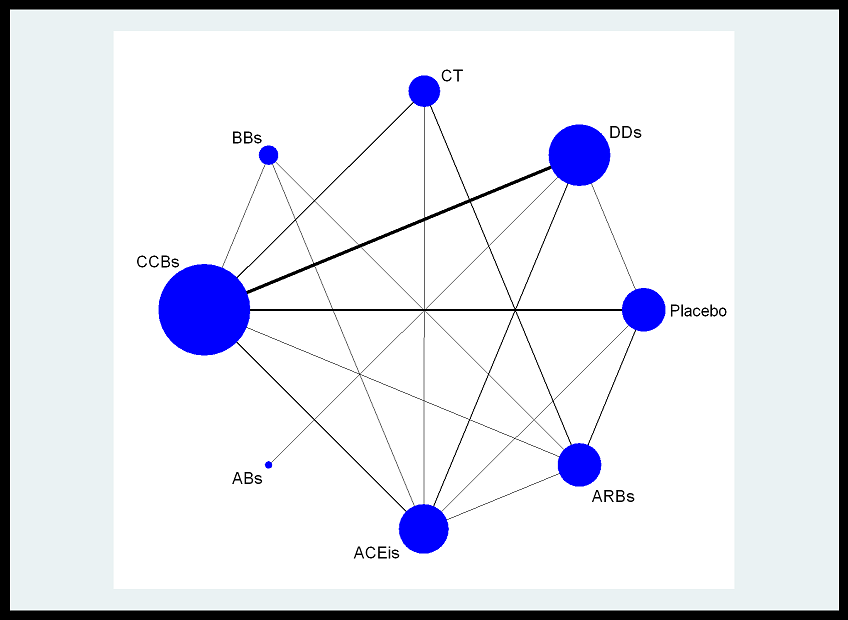 CT
DDs
BBs
CCBs
Placebo
ABs
ARBs
ACEis